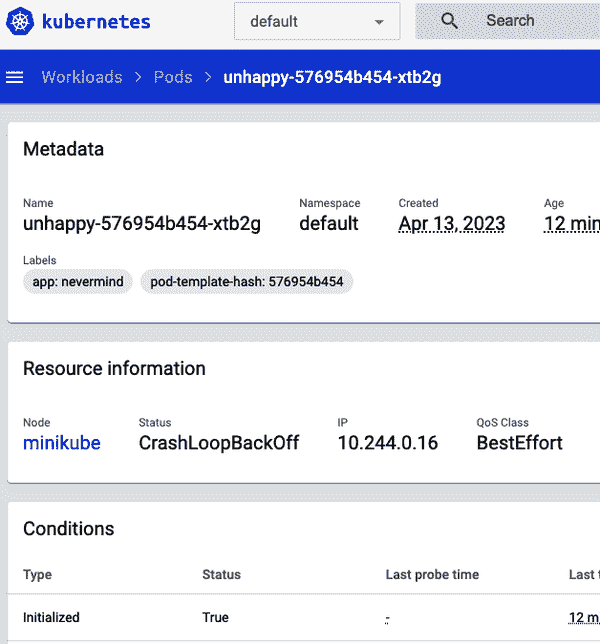 kubernetes default Search
Workloads > Pods > unhappy-576954b454-xtb2g
Metadata
Name Namespace Created Age
unhappy-576954b454-xtb2g default Apr 13, 2023 12 min
Labels
app: nevermind pod-template-hash: 576954b454
Resource information
Node Status IP QoS Class
minikube CrashLoopBackOff 10.244.0.16 BestEffort
Conditions
Type Status Last probe time Last t
Initialized True - 12 m